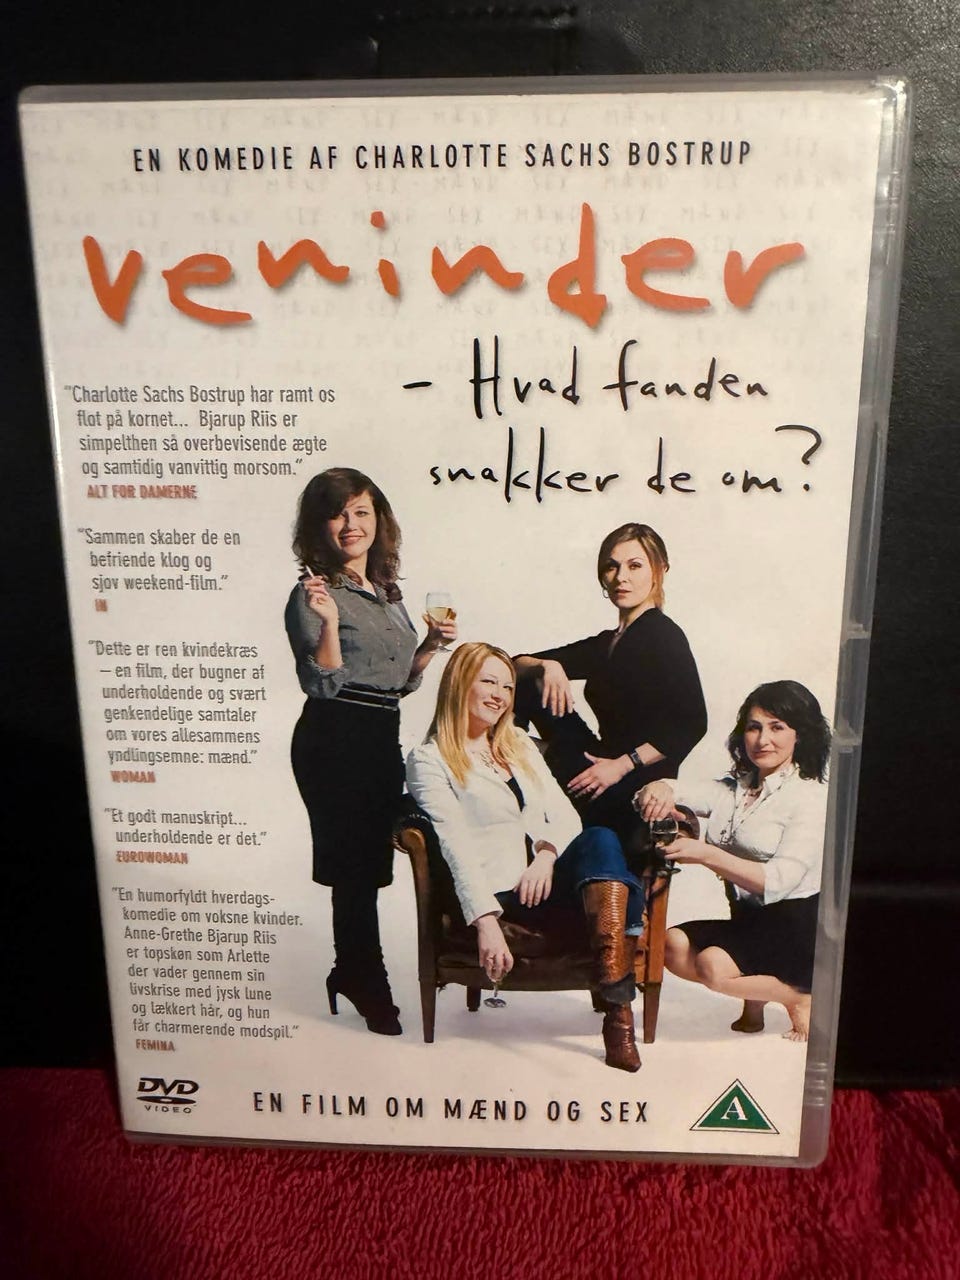 EN KOMEDIE AF CHARLOTTE SACHS BOSTRUP
veninder
- Hvad fanden
snakker de om?
"Charlotte Sachs Bostrup har ramt os
flot på kornet... Bjarup Riis er
simpelthen så overbevisende ægte
og samtidig vanvittig morsom."
ALT FOR DAMERNE
"Sammen skaber de en
befriende klog og
sjov weekend-film."
IN
"Dette er ren kvindekræs
– en film, der bugner af
underholdende og svært
genkendelige samtaler
om vores allesammens
yndlingsemne: mænd."
WOMAN
"Et godt manuskript...
underholdende er det."
EUROWOMAN
"En humorfyldt hverdags-
komedie om voksne kvinder.
Anne-Grethe Bjarup Riis
er topskøn som Arlette
der vader gennem sin
livskrise med jysk lune
og lækkert hår, og hun
får charmerende modspil."
FEMINA
DVD
VIDEO
EN FILM OM MÆND OG SEX
A